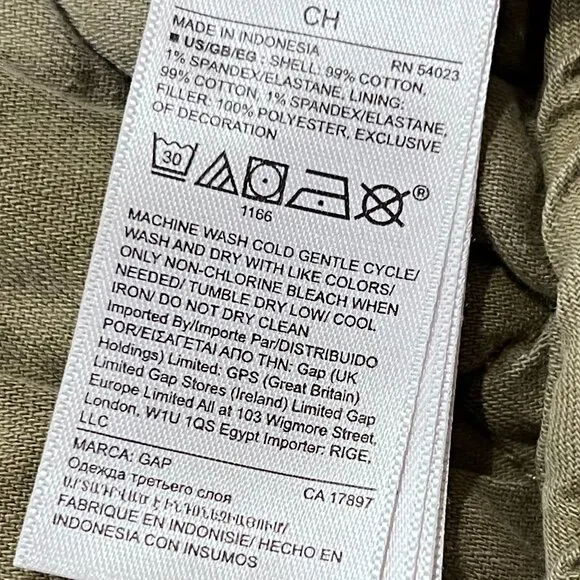 CH
MADE IN INDONESIA RN 54023
■ US/GB/EG : SHELL: 99% COTTON,
1% SPANDEX/ELASTANE, LINING:
99% COTTON, 1% SPANDEX/ELASTANE,
FILLER: 100% POLYESTER, EXCLUSIVE
OF DECORATION
30 ®
1166
MACHINE WASH COLD GENTLE CYCLE/
WASH AND DRY WITH LIKE COLORS/
ONLY NON-CHLORINE BLEACH WHEN
NEEDED/ TUMBLE DRY LOW/ COOL
IRON/ DO NOT DRY CLEAN
Imported By/Importe Par/DISTRIBUIDO
POR/ΕΙΣΑΓΕΤΑΙ ΑΠΟ ΤΗΝ: Gap (UK
Holdings) Limited: GPS (Great Britain)
Limited Gap Stores (Ireland) Limited Gap
Europe Limited All at 103 Wigmore Street,
London, W1U 1QS Egypt Importer: RIGE,
LLC
MARCA: GAP CA 17897
Одежда третьего слоя
FABRIQUE EN INDONISIE/ HECHO EN
INDONESIA CON INSUMOS